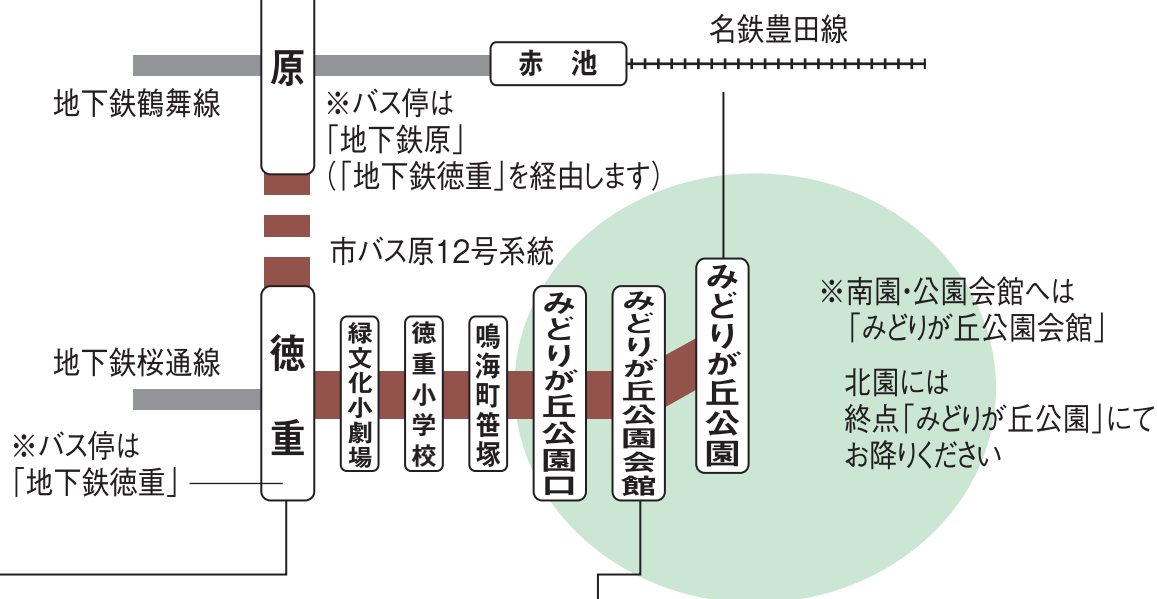 名鉄豊田線
原
赤池
地下鉄鶴舞線
※バス停は
「地下鉄原」
(「地下鉄徳重」を経由します)
市バス原12号系統
地下鉄桜通線
徳重
※バス停は
「地下鉄徳重」
緑文化小劇場
徳重小学校
鳴海町笹塚
みどりが丘公園口
みどりが丘公園会館
みどりが丘公園
※南園・公園会館へは
「みどりが丘公園会館」
北園には
終点「みどりが丘公園」にて
お降りください